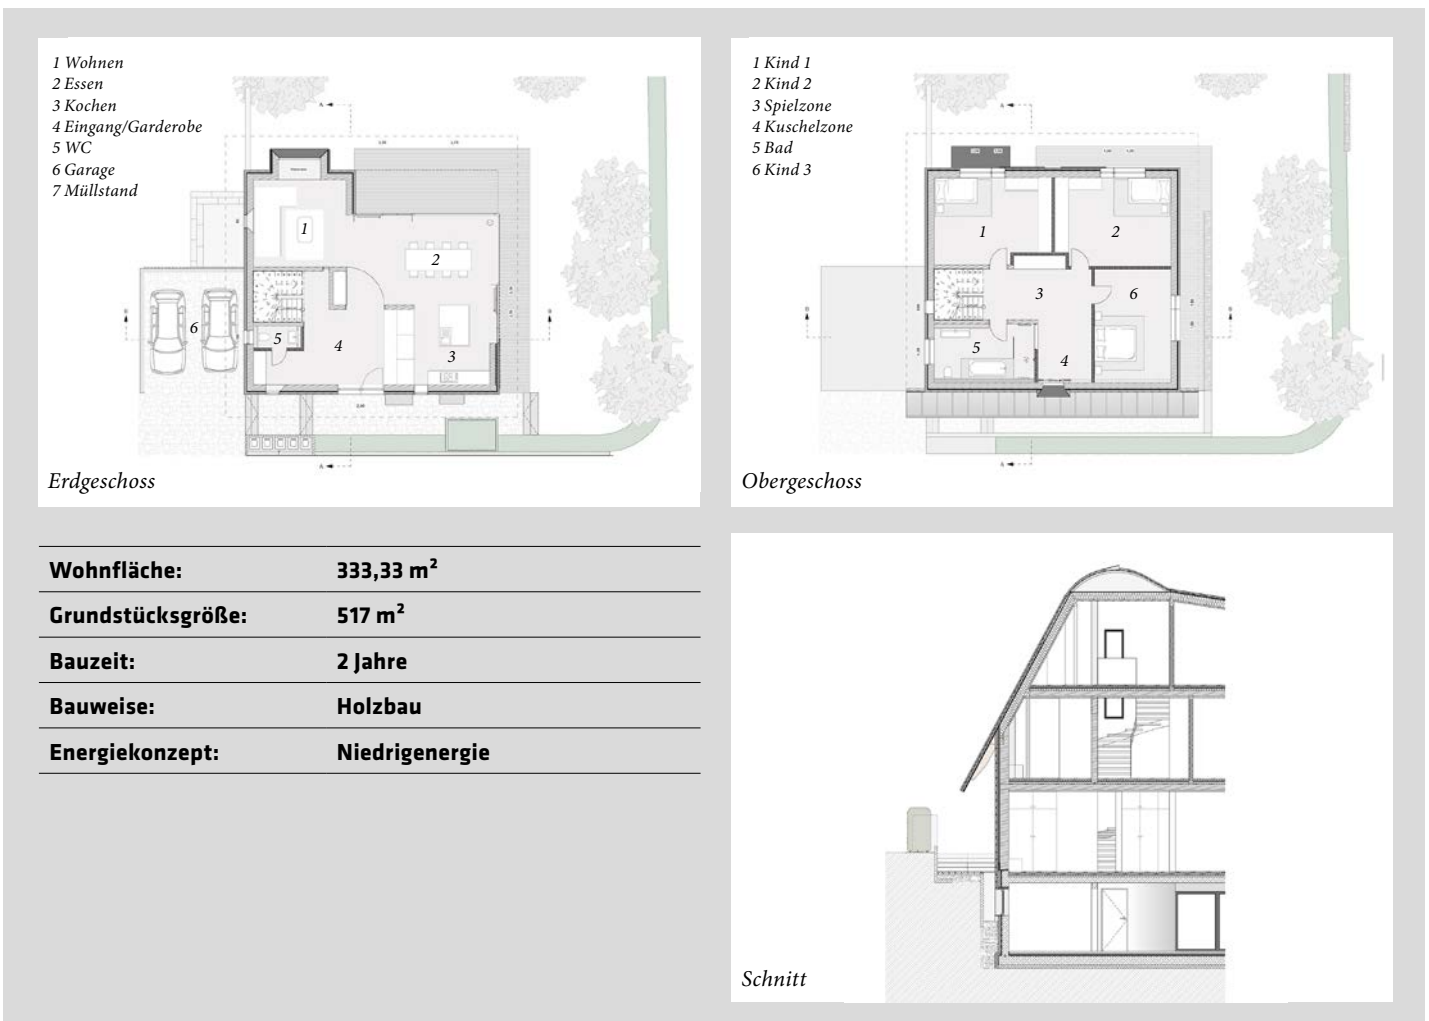 1 Wohnen
2 Essen
3 Kochen
4 Eingang/Garderobe
5 WC
6 Garage
7 Müllstand
A
1
2
3
4
5
6
B
B
A
Erdgeschoss
1 Kind 1
2 Kind 2
3 Spielzone
4 Kuschelzone
5 Bad
6 Kind 3
A
1
2
3
6
5
4
B
B
A
Obergeschoss
Wohnfläche: 333,33 m²
Grundstücksgröße: 517 m²
Bauzeit: 2 Jahre
Bauweise: Holzbau
Energiekonzept: Niedrigenergie
Schnitt